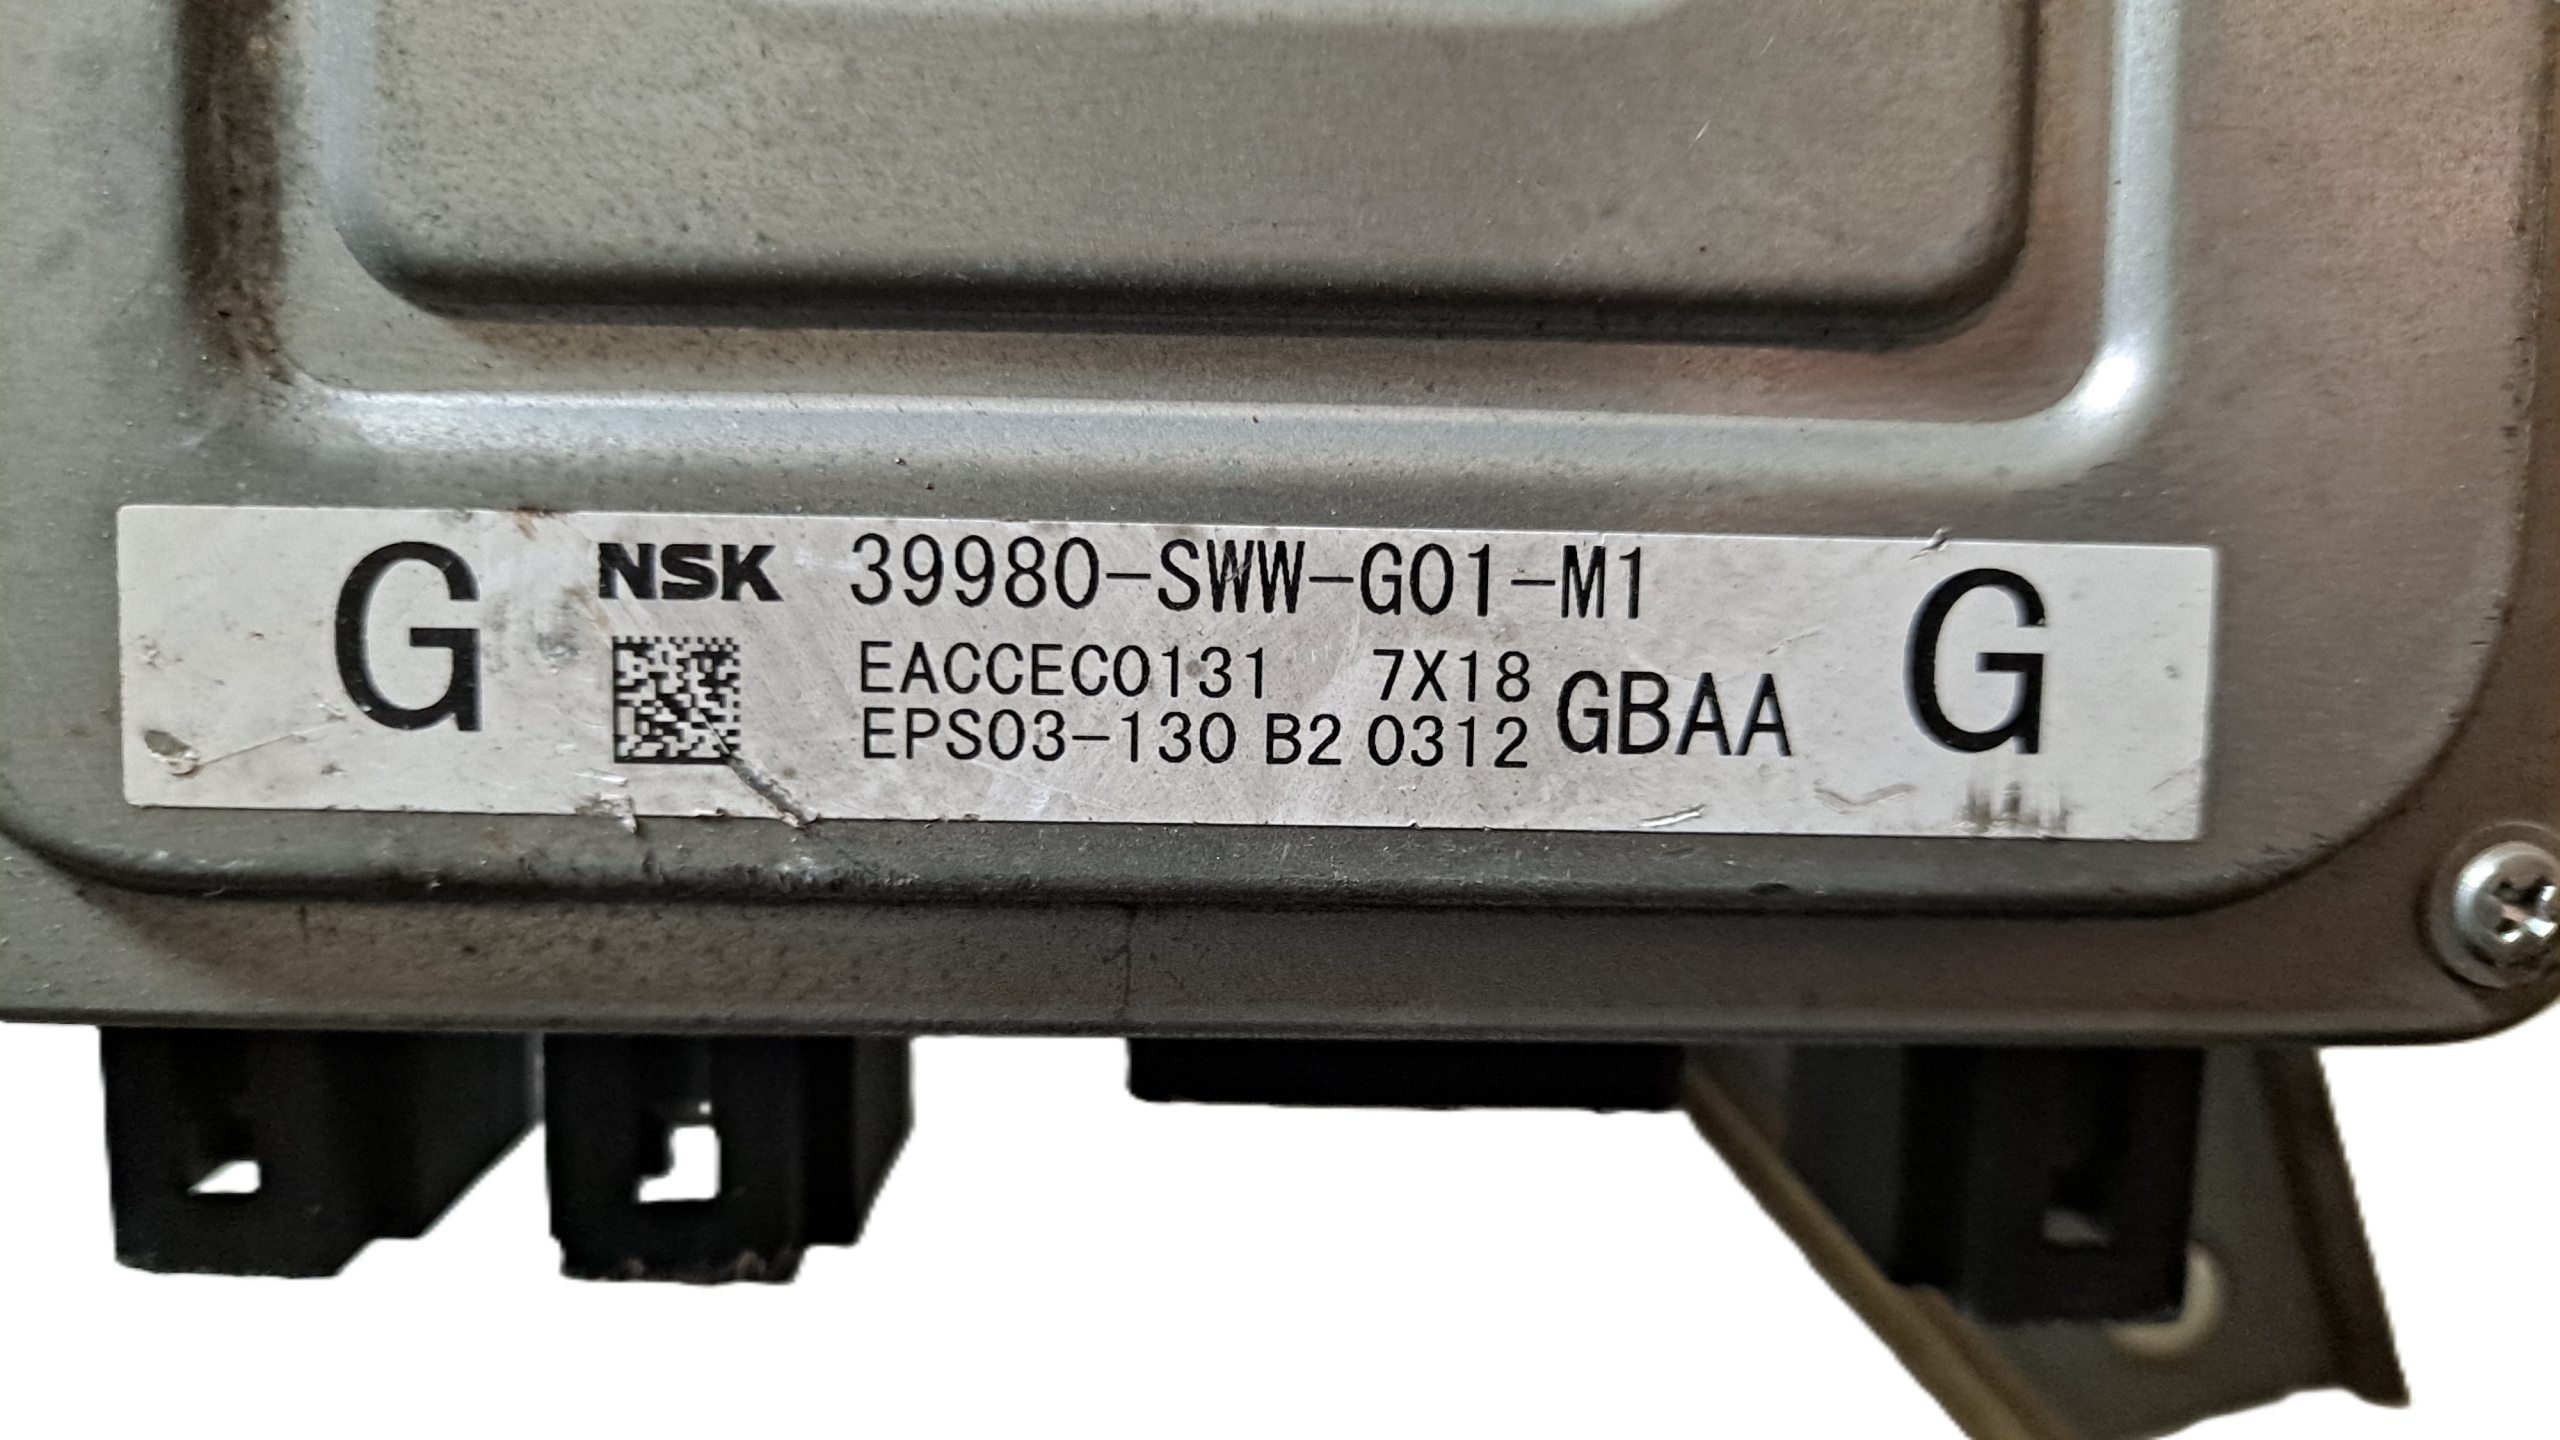 G NSK 39980-SWW-G01-M1 G
EACCEC0131 7X18 GBAA
EPS03-130 B2 0312